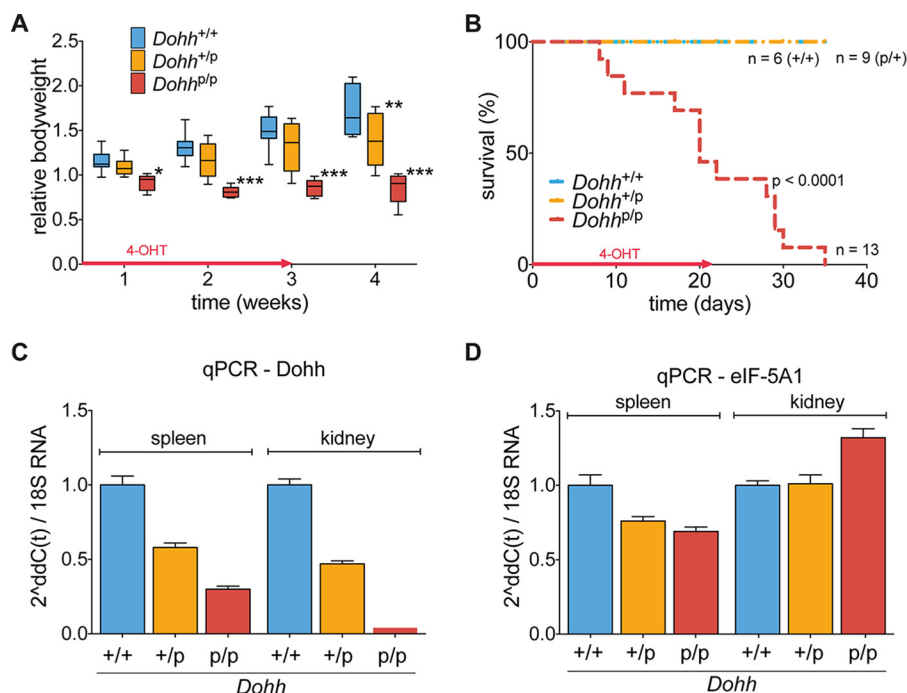 A
Dohh+/+
Dohh+/p
Dohhp/p
relative bodyweight
2.5
2.0
1.5
1.0
0.5
0.0
*
***
***
**
***
4-OHT
1 2 3 4
time (weeks)
B
survival (%)
100
50
0
n = 6 (+/+) n = 9 (p/+)
Dohh+/+
Dohh+/p
Dohhp/p
p < 0.0001
n = 13
4-OHT
0 10 20 30 40
time (days)
C
qPCR - Dohh
2^ddC(t) / 18S RNA
1.5
1.0
0.5
0.0
spleen kidney
+/+ +/p p/p +/+ +/p p/p
Dohh
D
qPCR - eIF-5A1
2^ddC(t) / 18S RNA
1.5
1.0
0.5
0.0
spleen kidney
+/+ +/p p/p +/+ +/p p/p
Dohh